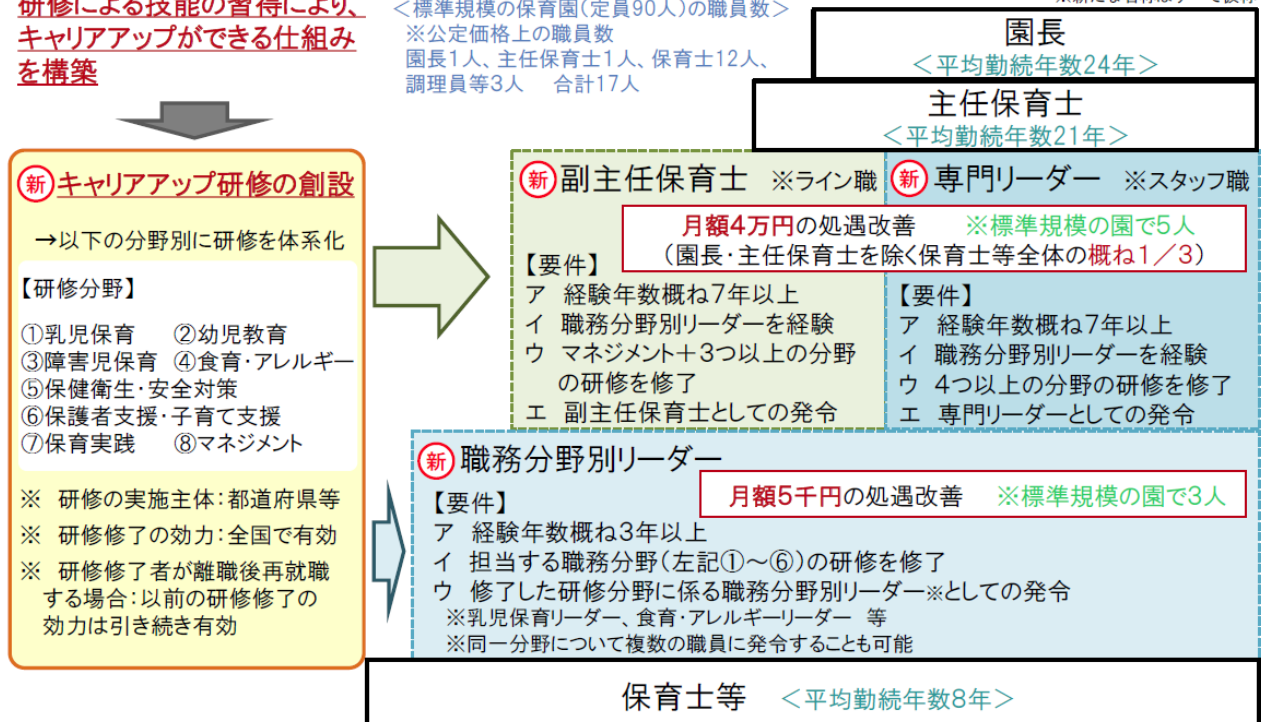 研修による技能の習得により、
キャリアアップができる仕組み
を構築
＜標準規模の保育園(定員90人)の職員数＞
※公定価格上の職員数
園長1人、主任保育士1人、保育士12人、
調理員等3人　合計17人
園長
＜平均勤続年数24年＞
主任保育士
＜平均勤続年数21年＞
新 キャリアアップ研修の創設
→以下の分野別に研修を体系化
【研修分野】
①乳児保育　②幼児教育
③障害児保育　④食育・アレルギー
⑤保健衛生・安全対策
⑥保護者支援・子育て支援
⑦保育実践　⑧マネジメント
※　研修の実施主体：都道府県等
※　研修修了の効力：全国で有効
※　研修修了者が離職後再就職
する場合：以前の研修修了の
効力は引き続き有効
新 副主任保育士　※ライン職
新 専門リーダー　※スタッフ職
月額4万円の処遇改善　※標準規模の園で5人
（園長・主任保育士を除く保育士等全体の概ね1／3）
【要件】
ア　経験年数概ね7年以上
イ　職務分野別リーダーを経験
ウ　マネジメント＋3つ以上の分野
の研修を修了
エ　副主任保育士としての発令
【要件】
ア　経験年数概ね7年以上
イ　職務分野別リーダーを経験
ウ　4つ以上の分野の研修を修了
エ　専門リーダーとしての発令
新 職務分野別リーダー
月額5千円の処遇改善　※標準規模の園で3人
【要件】
ア　経験年数概ね3年以上
イ　担当する職務分野（左記①～⑥）の研修を修了
ウ　修了した研修分野に係る職務分野別リーダー※としての発令
※乳児保育リーダー、食育・アレルギーリーダー　等
※同一分野について複数の職員に発令することも可能
保育士等　＜平均勤続年数8年＞